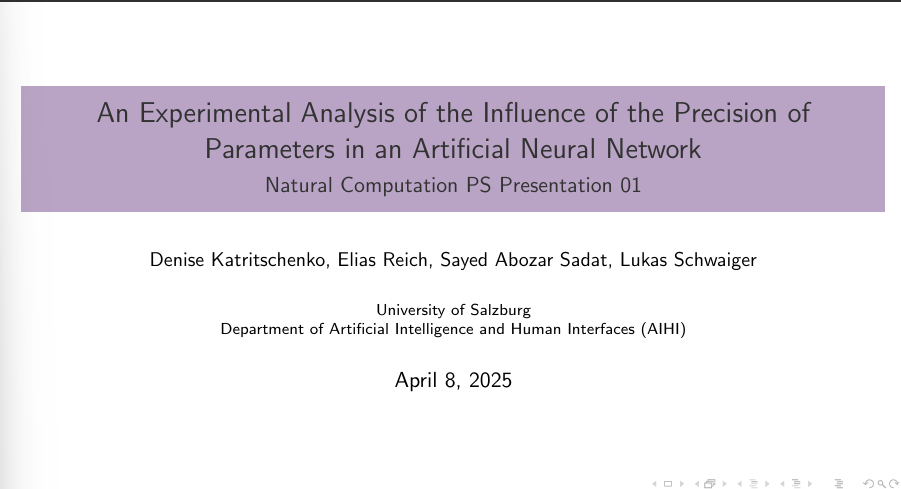 An Experimental Analysis of the Influence of the Precision of
Parameters in an Artificial Neural Network
Natural Computation PS Presentation 01
Denise Katritschenko, Elias Reich, Sayed Abozar Sadat, Lukas Schwaiger
University of Salzburg
Department of Artificial Intelligence and Human Interfaces (AIHI)
April 8, 2025